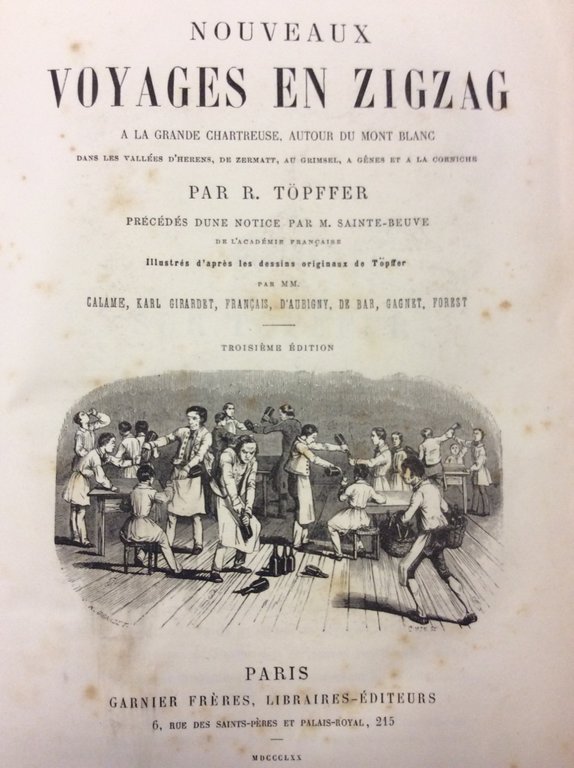 NOUVEAUX
VOYAGES EN ZIGZAG
A LA GRANDE CHARTREUSE, AUTOUR DU MONT BLANC
DANS LES VALLÉES D'HERENS, DE ZERMATT, AU GRIMSEL, A GÊNES ET A LA CORNICHE
PAR R. TÖPFFER
PRÉCÉDÉS DUNE NOTICE PAR M. SAINTE-BEUVE
DE L'ACADÉMIE FRANÇAISE
Illustrés d'après les dessins originaux de Töpffer
PAR MM.
CALAME, KARL GIRARDET, FRANÇAIS, D'AUBIGNY, DE BAR, GAGNET, FOREST
TROISIÈME ÉDITION
PARIS
GARNIER FRÈRES, LIBRAIRES-ÉDITEURS
6, RUE DES SAINTS-PÈRES ET PALAIS-ROYAL, 215
MDCCCLXX